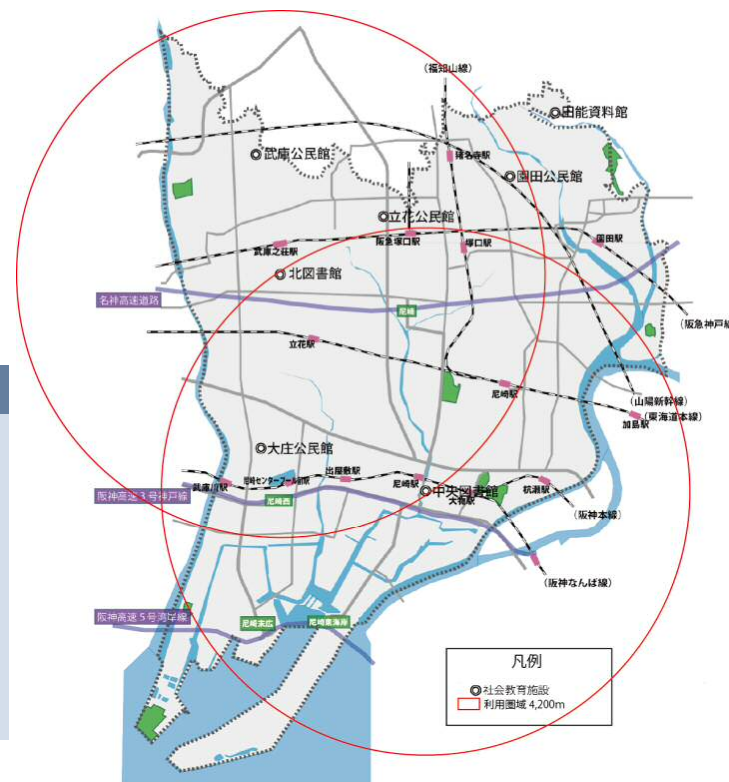 (福知山線)
田能資料館
武庫公民館
猪名寺駅
園田公民館
立花公民館
武庫之荘駅
阪急塚口駅
塚口駅
園田駅
北図書館
名神高速道路
尼崎
(阪急神戸線)
立花駅
尼崎駅
(山陽新幹線)
(東海道本線)
加島駅
大庄公民館
武庫川駅
尼崎センタープール前駅
出屋敷駅
尼崎駅
中央図書館
大物駅
杭瀬駅
阪神高速3号神戸線
尼崎西
(阪神本線)
(阪神なんば線)
阪神高速5号湾岸線
尼崎末広
尼崎東海岸
凡例
◎社会教育施設
利用圏域 4,200m